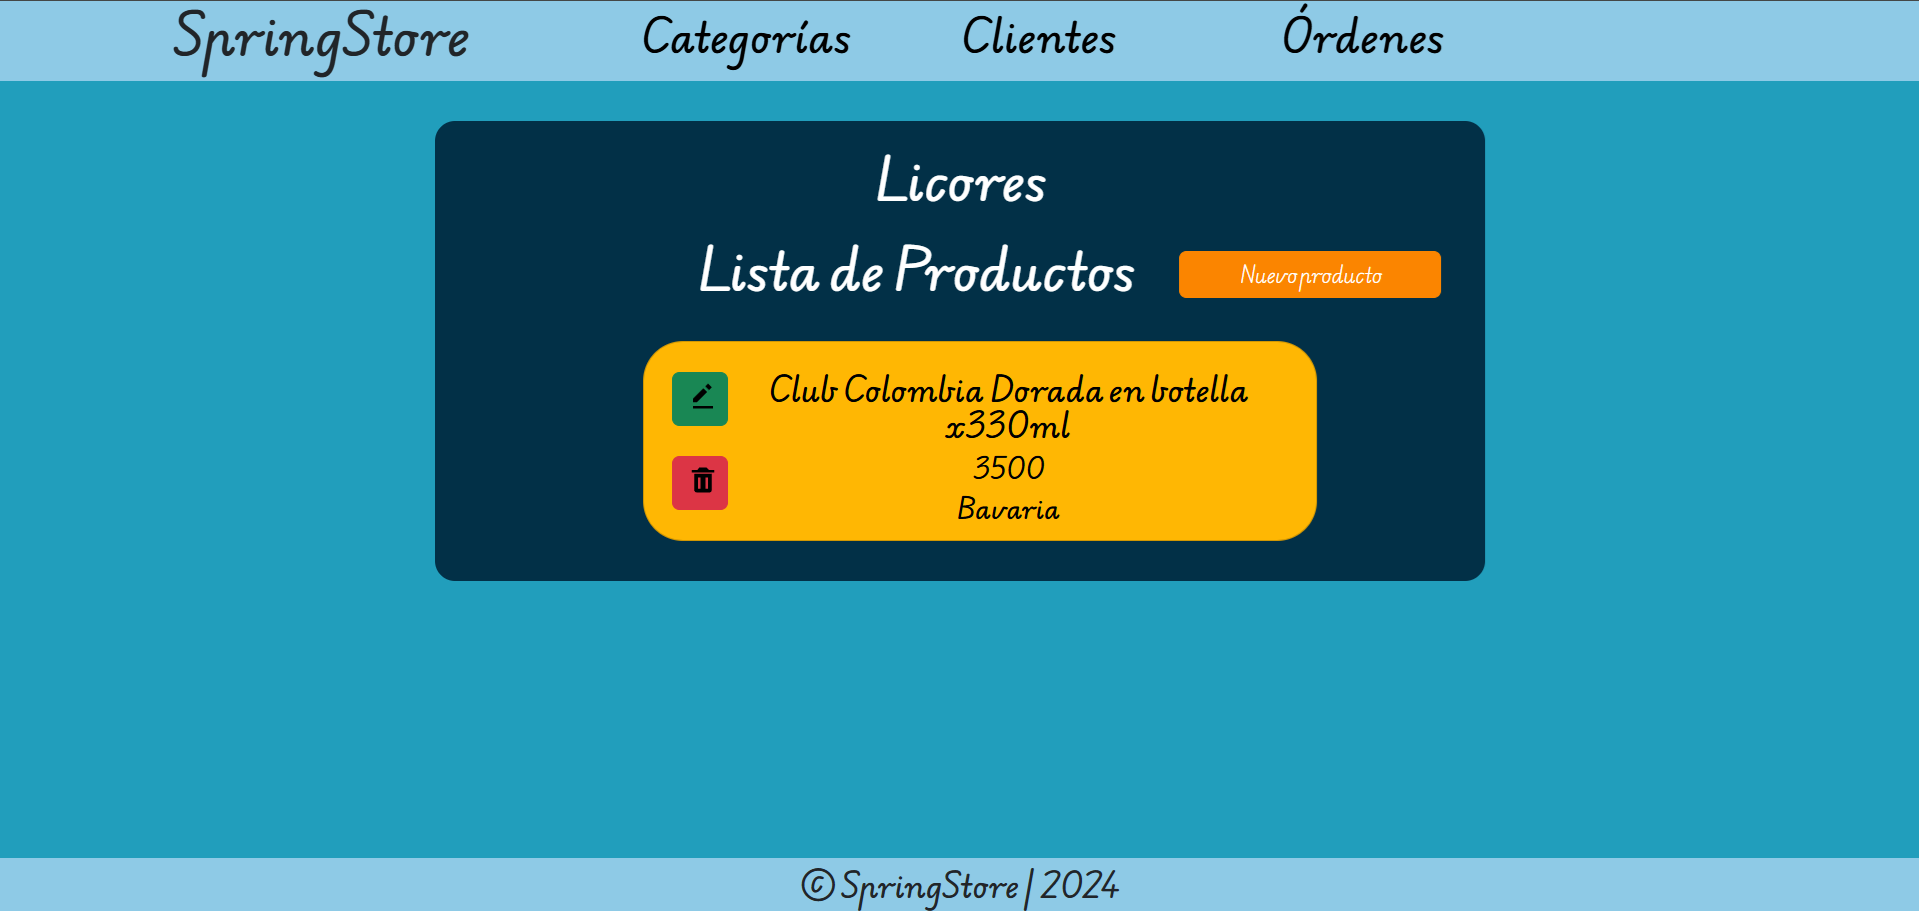 SpringStore Categorías Clientes Órdenes
Licores
Lista de Productos Nuevo producto
Club Colombia Dorada en botella
x330ml
3500
Bavaria
© SpringStore | 2024